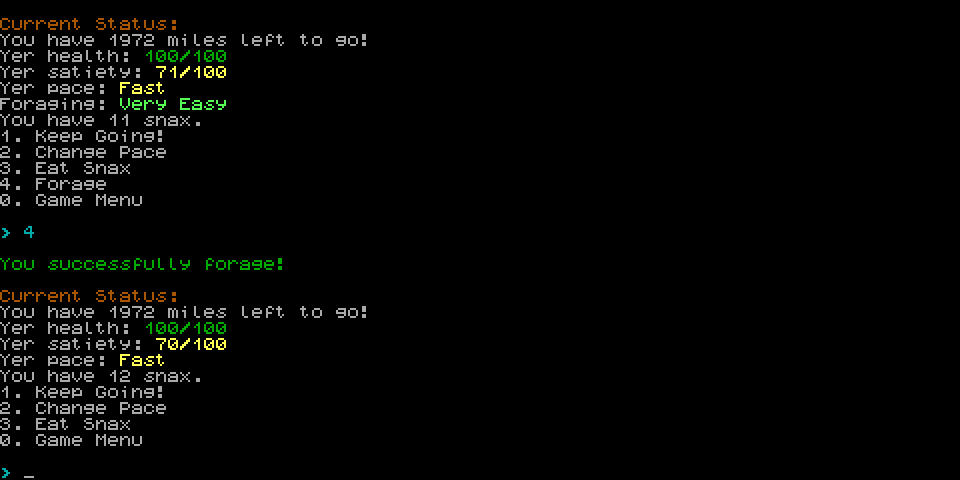 Current Status:
You have 1972 miles left to go!
Yer health: 100/100
Yer satiety: 71/100
Yer pace: Fast
Foraging: Very Easy
You have 11 snax.
1. Keep Going!
2. Change Pace
3. Eat Snax
4. Forage
0. Game Menu
> 4
You successfully forage!
Current Status:
You have 1972 miles left to go!
Yer health: 100/100
Yer satiety: 70/100
Yer pace: Fast
You have 12 snax.
1. Keep Going!
2. Change Pace
3. Eat Snax
0. Game Menu
> _